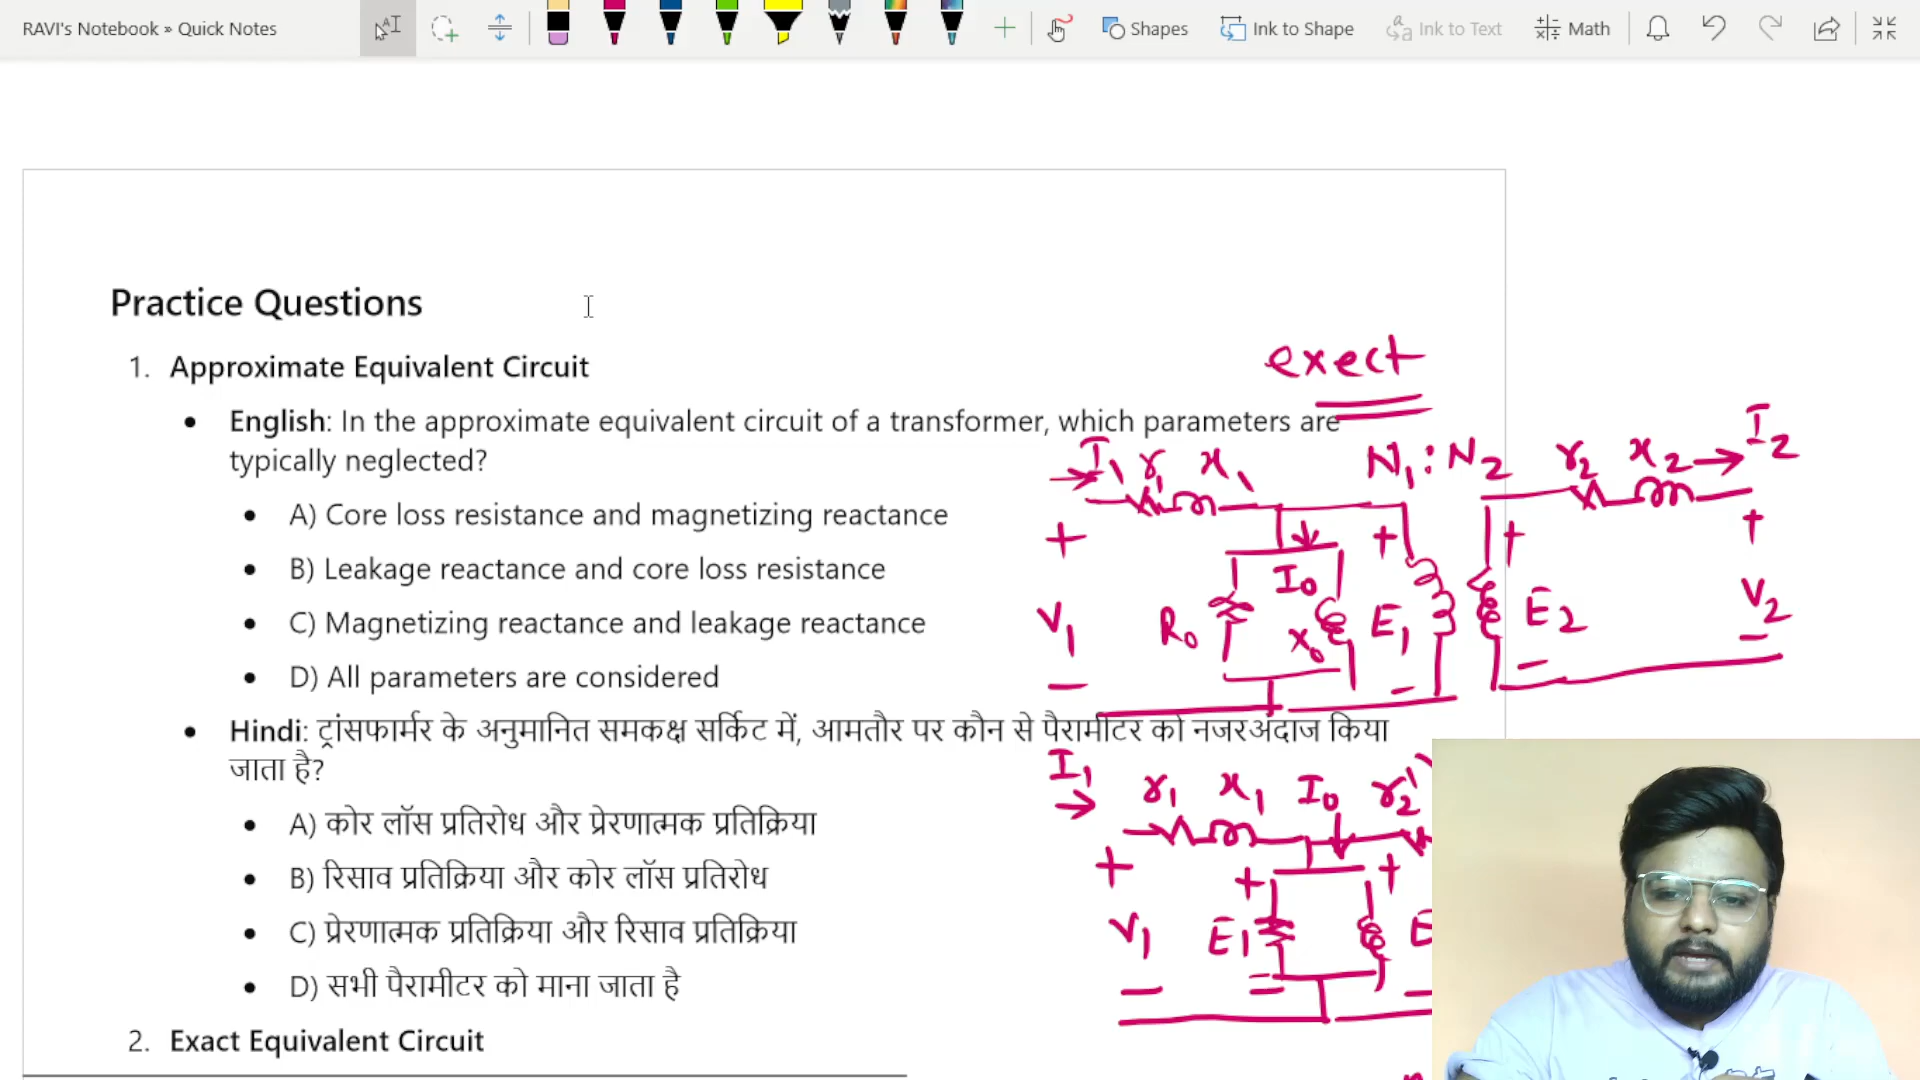 RAVI's Notebook » Quick Notes
Shapes
Ink to Shape
Ink to Text
Math
Practice Questions
exect
1. Approximate Equivalent Circuit
• English: In the approximate equivalent circuit of a transformer, which parameters are
typically neglected?
• A) Core loss resistance and magnetizing reactance
• B) Leakage reactance and core loss resistance
• C) Magnetizing reactance and leakage reactance
• D) All parameters are considered
I1 r1 x1 N1 : N2 r2 x2 I2
+ + + +
V1 R0 I0 x0 E1 E2 V2
− − − −
• Hindi: ट्रांसफार्मर के अनुमानित समकक्ष सर्किट में, आमतौर पर कौन से पैरामीटर को नजरअंदाज किया
जाता है?
• A) कोर लॉस प्रतिरोध और प्रेरणात्मक प्रतिक्रिया
• B) रिसाव प्रतिक्रिया और कोर लॉस प्रतिरोध
• C) प्रेरणात्मक प्रतिक्रिया और रिसाव प्रतिक्रिया
• D) सभी पैरामीटर को माना जाता है
I1 r1 x1 I0 r2'
+ + +
V1 E1
− −
2. Exact Equivalent Circuit